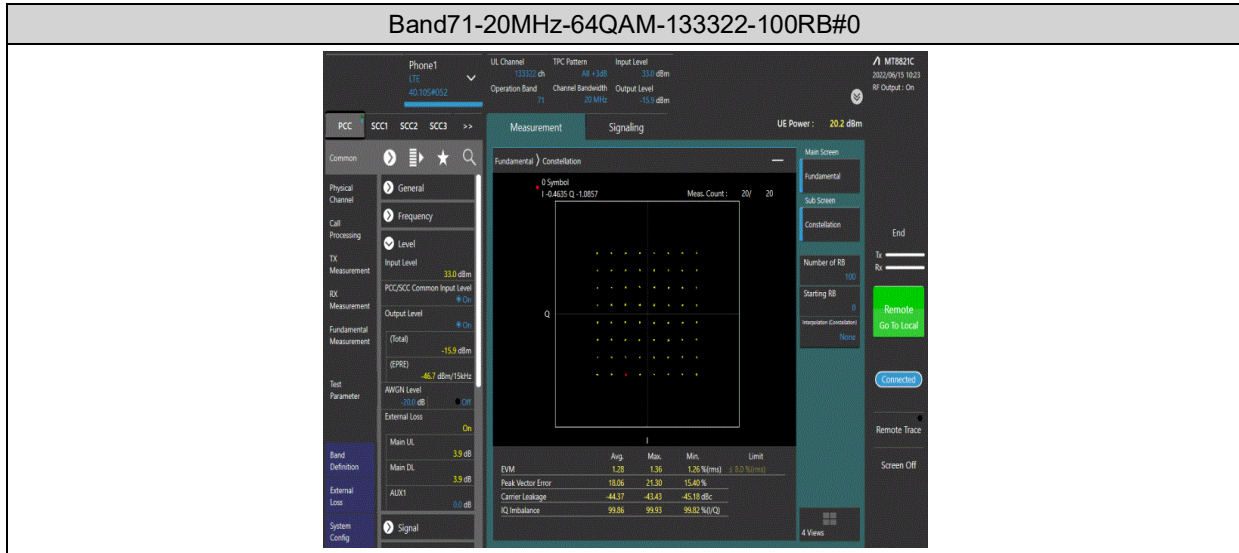 Band71-20MHz-64QAM-133322-100RB#0
Phone1
LTE
40.10S#052
UL Channel TPC Pattern Input Level
133322 ch All +3dB 33.0 dBm
Operation Band Channel Bandwidth Output Level
71 20 MHz -15.9 dBm
MT8821C
2022/06/15 10:23
RF Output : On
PCC SCC1 SCC2 SCC3 >>
Measurement Signaling
UE Power : 20.2 dBm
Common
Physical Channel
Call Processing
TX Measurement
RX Measurement
Fundamental Measurement
Test Parameter
Band Definition
External Loss
System Config
General
Frequency
Level
Input Level
33.0 dBm
PCC/SCC Common Input Level
On
Output Level
On
(Total)
-15.9 dBm
(EPRE)
-46.7 dBm/15kHz
AWGN Level
-20.0 dB Off
External Loss
On
Main UL
3.9 dB
Main DL
3.9 dB
AUX1
0.0 dB
Signal
Fundamental ) Constellation
0 Symbol
I -0.4635 Q -1.0857
Meas. Count : 20/ 20
Q
I
Avg. Max. Min. Limit
EVM 1.28 1.36 1.26 %(rms) ≤ 8.0 %(rms)
Peak Vector Error 18.06 21.30 15.40 %
Carrier Leakage -44.37 -43.43 -45.18 dBc
IQ Imbalance 99.86 99.93 99.82 %(I/Q)
Main Screen
Fundamental
Sub Screen
Constellation
Number of RB
100
Starting RB
0
Interpolation (Constellation)
None
4 Views
End
Tx
Rx
Remote
Go To Local
Connected
Remote Trace
Screen Off